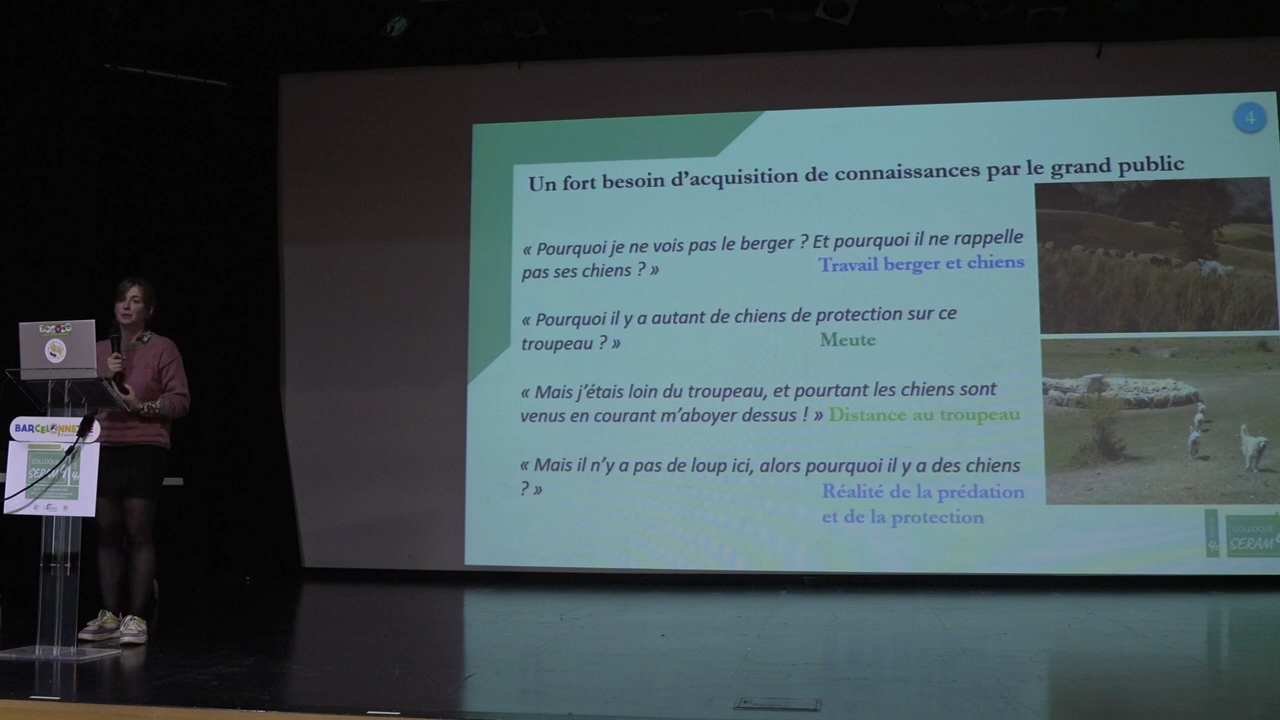 4
Un fort besoin d'acquisition de connaissances par le grand public
« Pourquoi je ne vois pas le berger ? Et pourquoi il ne rappelle
pas ses chiens ? »
Travail berger et chiens
« Pourquoi il y a autant de chiens de protection sur ce
troupeau ? »
Meute
« Mais j'étais loin du troupeau, et pourtant les chiens sont
venus en courant m'aboyer dessus ! » Distance au troupeau
« Mais il n'y a pas de loup ici, alors pourquoi il y a des chiens
? »
Réalité de la prédation
et de la protection
COLLOQUE
SERAM
BARCELONNE
COLLOQUE
SERAM